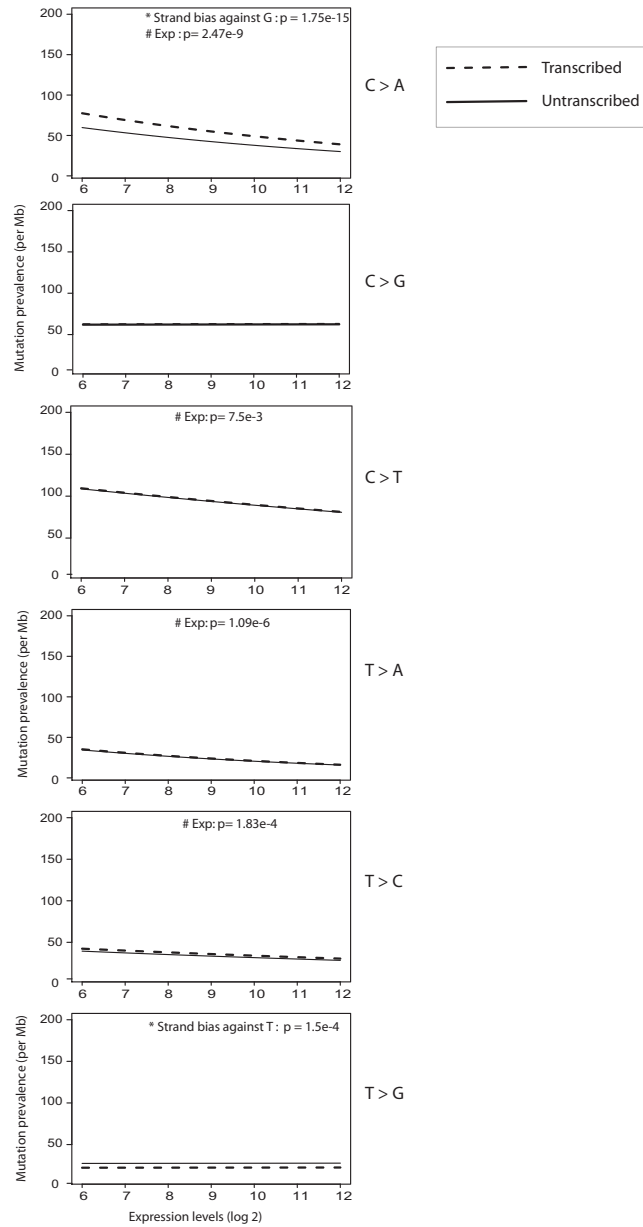 * Strand bias against G : p = 1.75e-15
# Exp : p= 2.47e-9
200
150
100
50
0
6 7 8 9 10 11 12
C > A
Transcribed
Untranscribed
Mutation prevalence (per Mb)
200
150
100
50
0
6 7 8 9 10 11 12
C > G
# Exp: p= 7.5e-3
200
150
100
50
0
6 7 8 9 10 11 12
C > T
Mutation prevalence (per Mb)
# Exp: p= 1.09e-6
200
150
100
50
0
6 7 8 9 10 11 12
T > A
# Exp: p= 1.83e-4
200
150
100
50
0
6 7 8 9 10 11 12
T > C
Mutation prevalence (per Mb)
* Strand bias against T : p = 1.5e-4
200
150
100
50
0
6 7 8 9 10 11 12
T > G
Expression levels (log 2)